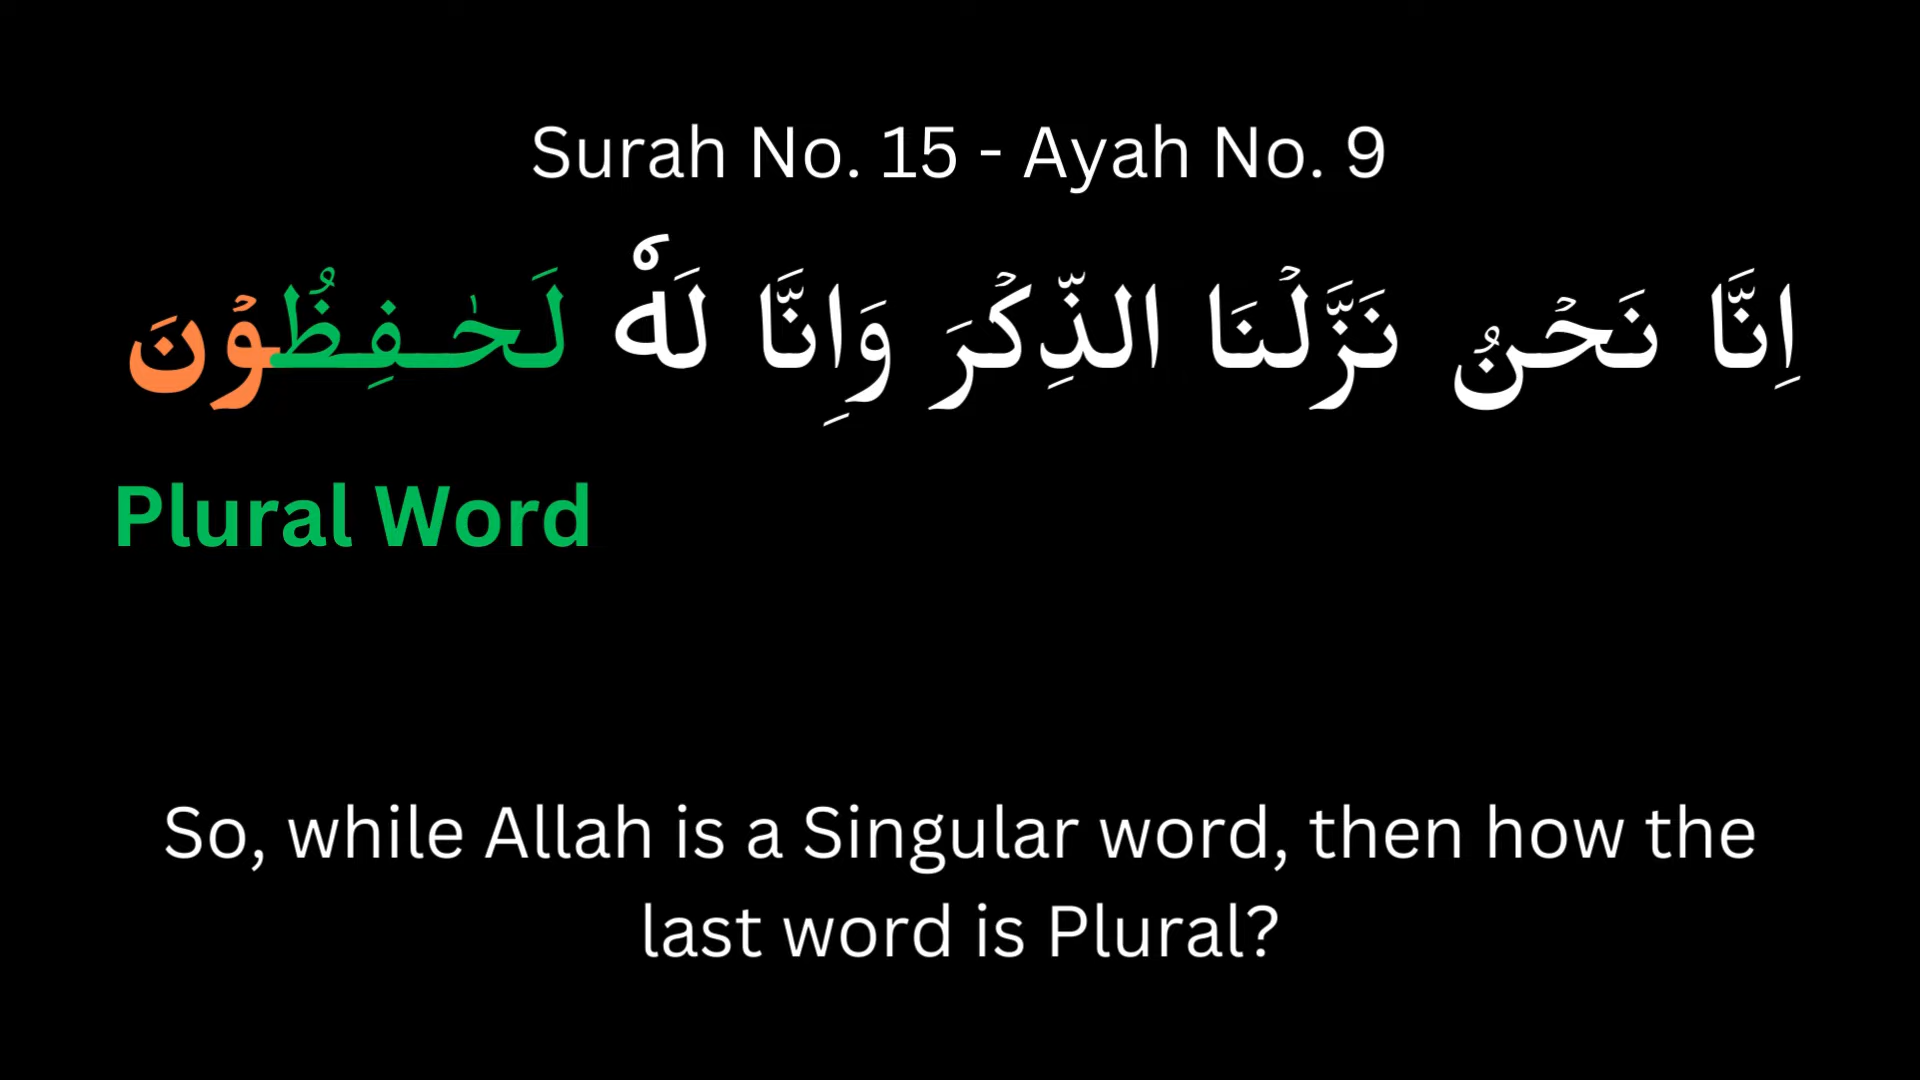 Surah No. 15 - Ayah No. 9
اِنَّا نَحۡنُ نَزَّلۡنَا الذِّكۡرَ وَاِنَّا لَهٗ لَحٰـفِظُوۡنَ
Plural Word
So, while Allah is a Singular word, then how the
last word is Plural?